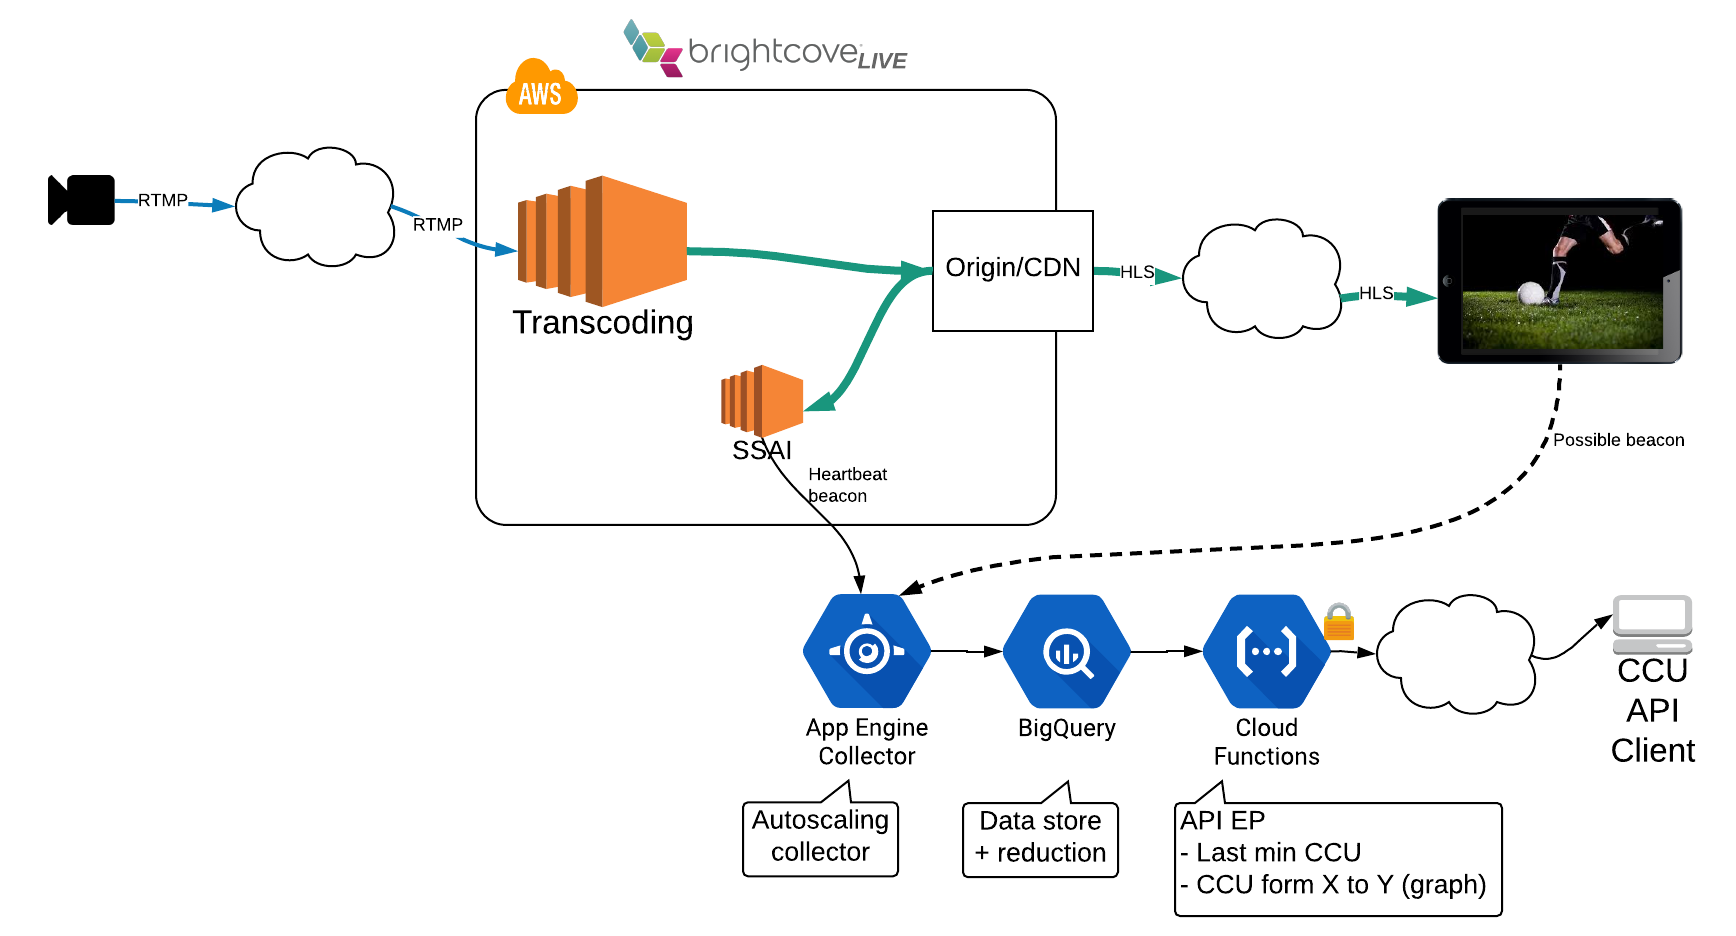 brightcove LIVE
AWS
RTMP
RTMP
Origin/CDN
HLS
HLS
Transcoding
SSAI
Heartbeat
beacon
Possible beacon
App Engine
Collector
BigQuery
Cloud
Functions
CCU
API
Client
Autoscaling
collector
Data store
+ reduction
API EP
- Last min CCU
- CCU form X to Y (graph)